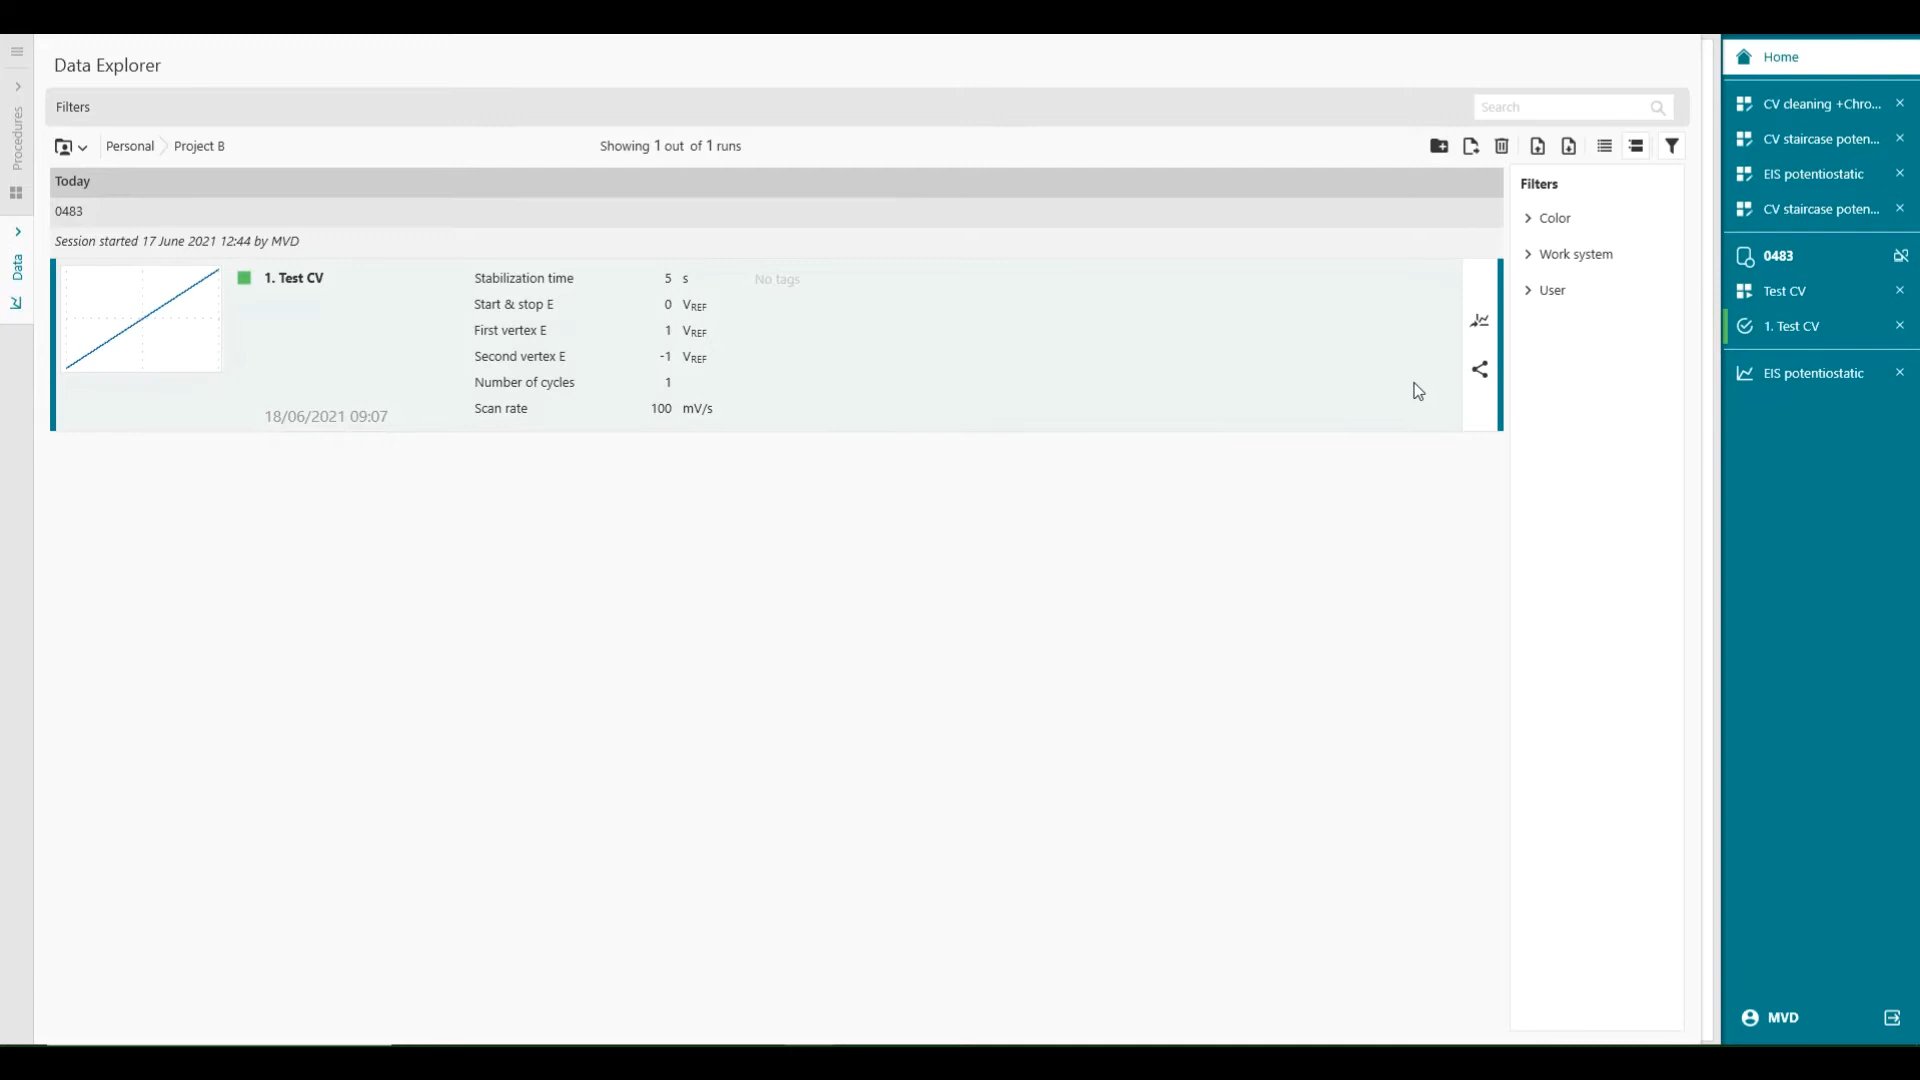 Data Explorer
Filters
Search
Personal
Project B
Showing 1 out of 1 runs
Today
0483
Session started 17 June 2021 12:44 by MVD
1. Test CV
18/06/2021 09:07
Stabilization time 5 s
Start & stop E 0 VREF
First vertex E 1 VREF
Second vertex E -1 VREF
Number of cycles 1
Scan rate 100 mV/s
No tags
Filters
Color
Work system
User
Procedures
Data
Home
CV cleaning +Chro...
CV staircase poten...
EIS potentiostatic
CV staircase poten...
0483
Test CV
1. Test CV
EIS potentiostatic
MVD